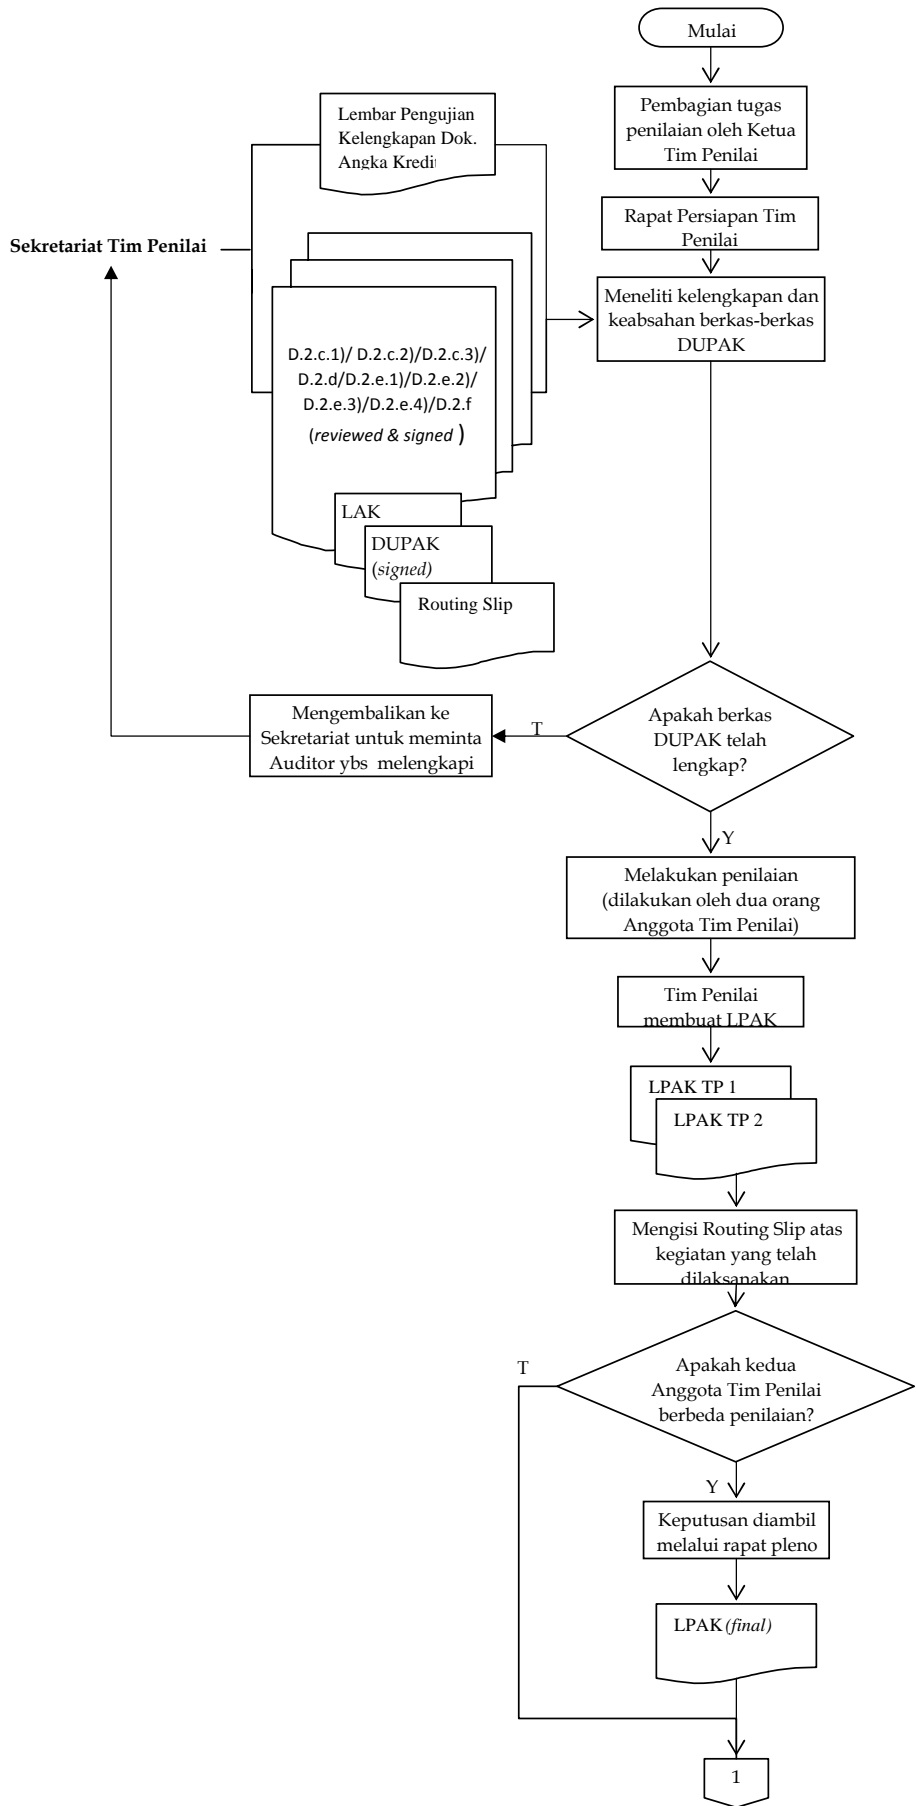 Mulai
Pembagian tugas
penilaian oleh Ketua
Tim Penilai
Lembar Pengujian
Kelengkapan Dok.
Angka Kredit
Rapat Persiapan Tim
Penilai
Sekretariat Tim Penilai
Meneliti kelengkapan dan
keabsahan berkas-berkas
DUPAK
D.2.c.1)/ D.2.c.2)/D.2.c.3)/
D.2.d/D.2.e.1)/D.2.e.2)/
D.2.e.3)/D.2.e.4)/D.2.f
(reviewed & signed )
LAK
DUPAK
(signed)
Routing Slip
Apakah berkas
DUPAK telah
lengkap?
T
Mengembalikan ke
Sekretariat untuk meminta
Auditor ybs melengkapi
Y
Melakukan penilaian
(dilakukan oleh dua orang
Anggota Tim Penilai)
Tim Penilai
membuat LPAK
LPAK TP 1
LPAK TP 2
Mengisi Routing Slip atas
kegiatan yang telah
dilaksanakan
Apakah kedua
Anggota Tim Penilai
berbeda penilaian?
T
Y
Keputusan diambil
melalui rapat pleno
LPAK (final)
1